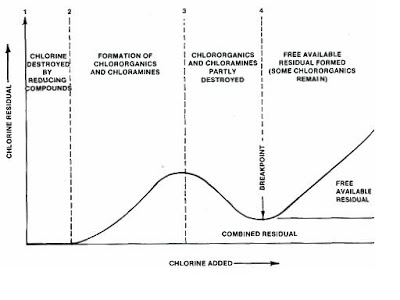 1
2
3
4
CHLORINE
DESTROYED
BY
REDUCING
COMPOUNDS
FORMATION OF
CHLORORGANICS
AND CHLORAMINES
CHLORORGANICS
AND CHLORAMINES
PARTLY
DESTROYED
FREE AVAILABLE
RESIDUAL FORMED
(SOME CHLORORGANICS
REMAIN)
CHLORINE RESIDUAL
BREAKPOINT
FREE
AVAILABLE
RESIDUAL
COMBINED RESIDUAL
CHLORINE ADDED